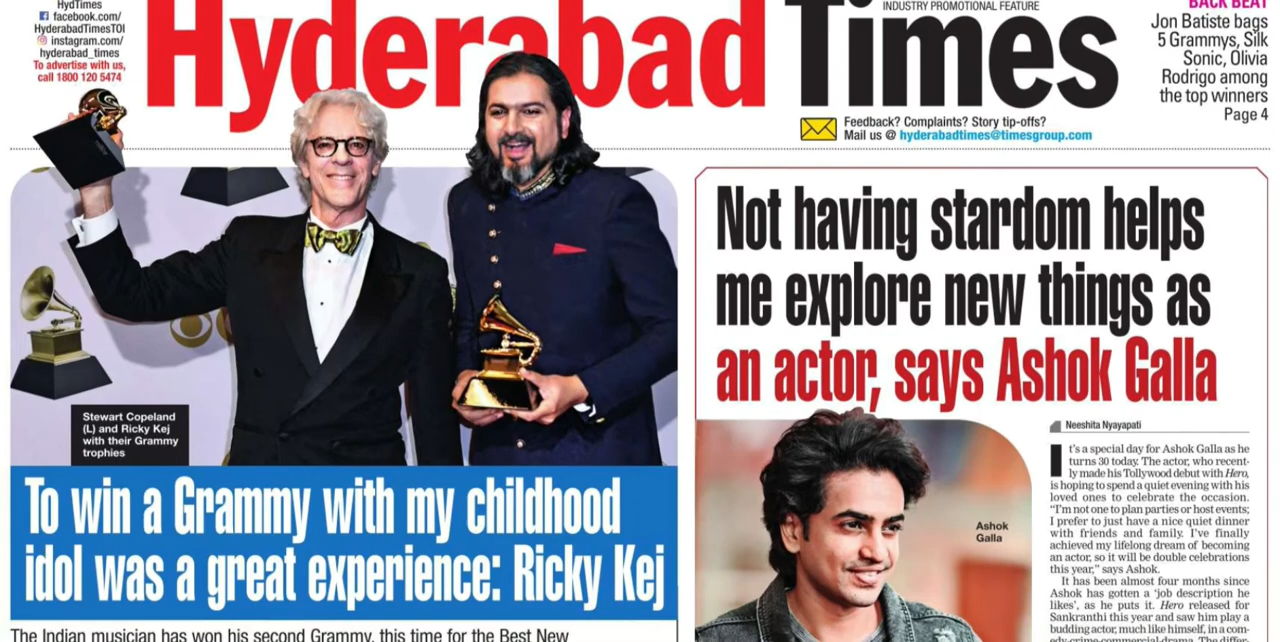 HydTimes
facebook.com/
HyderabadTimesTOI
instagram.com/
hyderabad_times
To advertise with us,
call 1800 120 5474
Hyderabad Times
INDUSTRY PROMOTIONAL FEATURE
Feedback? Complaints? Story tip-offs?
Mail us @ hyderabadtimes@timesgroup.com
BACK BEAT
Jon Batiste bags
5 Grammys, Silk
Sonic, Olivia
Rodrigo among
the top winners
Page 4
Stewart Copeland
(L) and Ricky Kej
with their Grammy
trophies
To win a Grammy with my childhood
idol was a great experience: Ricky Kej
The Indian musician has won his second Grammy, this time for the Best New
Not having stardom helps
me explore new things as
an actor, says Ashok Galla
Ashok
Galla
Neeshita Nyayapati
It's a special day for Ashok Galla as he
turns 30 today. The actor, who recent-
ly made his Tollywood debut with Hero,
is hoping to spend a quiet evening with his
loved ones to celebrate the occasion.
"I'm not one to plan parties or host events;
I prefer to just have a nice quiet dinner
with friends and family. I've finally
achieved my lifelong dream of becoming
an actor, so it will be double celebrations
this year," says Ashok.
It has been almost four months since
Ashok has gotten a 'job description he
likes', as he puts it. Hero released for
Sankranthi this year and saw him play a
budding actor, much like himself, in a com-
edy-crime-commercial-drama. The differ-